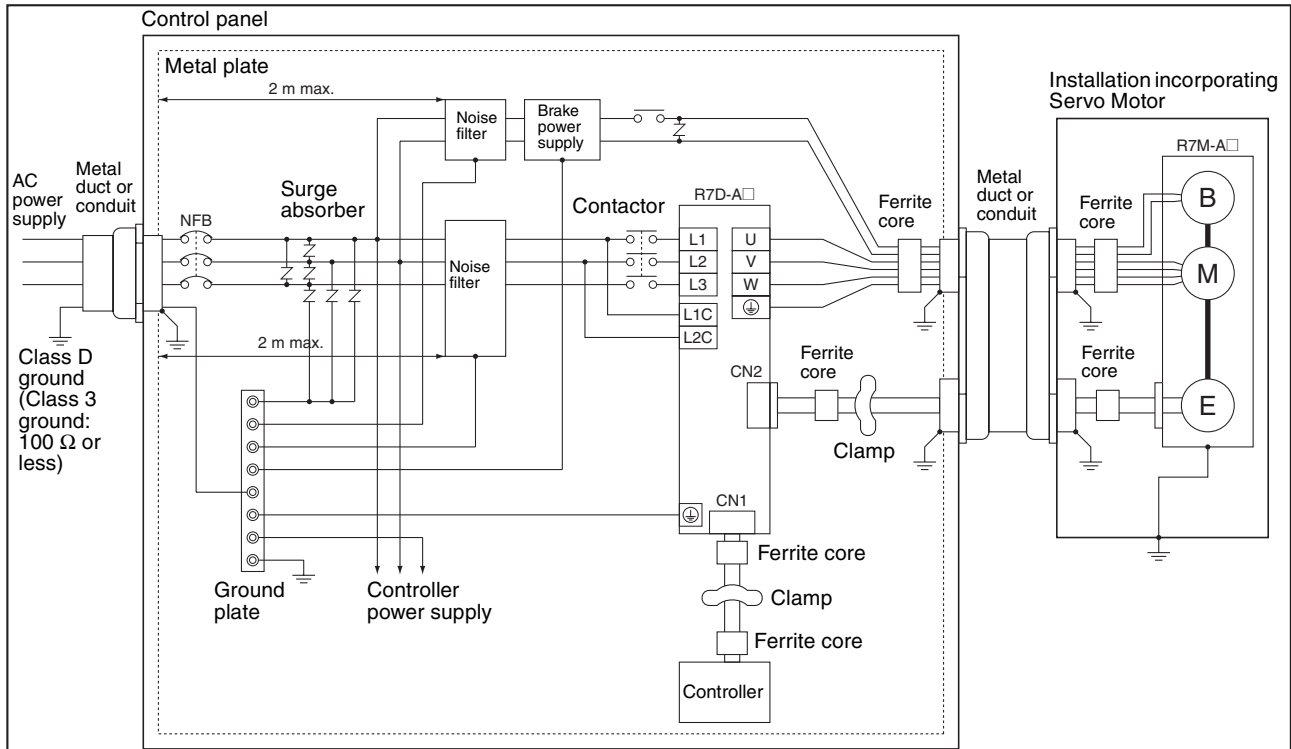 Control panel
Metal plate
2 m max.
Noise
filter
Brake
power
supply
Installation incorporating
Servo Motor
R7M-A□
AC
power
supply
Metal
duct or
conduit
NFB
Surge
absorber
Contactor
R7D-A□
Ferrite
core
Metal
duct or
conduit
Ferrite
core
B
M
E
L1
L2
L3
L1C
L2C
U
V
W
Noise
filter
2 m max.
Class D
ground
(Class 3
ground:
100 Ω or
less)
CN2
Ferrite
core
Clamp
Ferrite
core
CN1
Ferrite core
Clamp
Ferrite core
Controller
Ground
plate
Controller
power supply